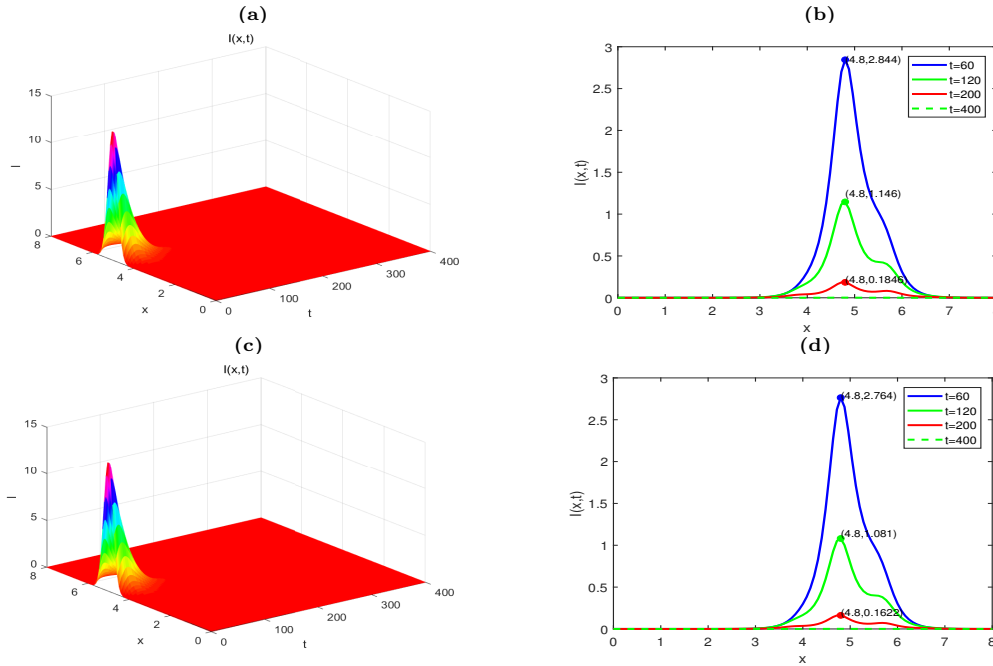 (a)
I(x,t)
15
10
5
0
I
8
6
4
2
0
x
0
100
200
300
400
t
(b)
3
2.5
2
1.5
1
0.5
0
I(x,t)
(4.8,2.844)
(4.8,1.146)
(4.8,0.1846)
t=60
t=120
t=200
t=400
0 1 2 3 4 5 6 7 8
x
(c)
I(x,t)
15
10
5
0
I
8
6
4
2
0
x
0
100
200
300
400
t
(d)
3
2.5
2
1.5
1
0.5
0
I(x,t)
(4.8,2.764)
(4.8,1.081)
(4.8,0.1622)
t=60
t=120
t=200
t=400
0 1 2 3 4 5 6 7 8
x